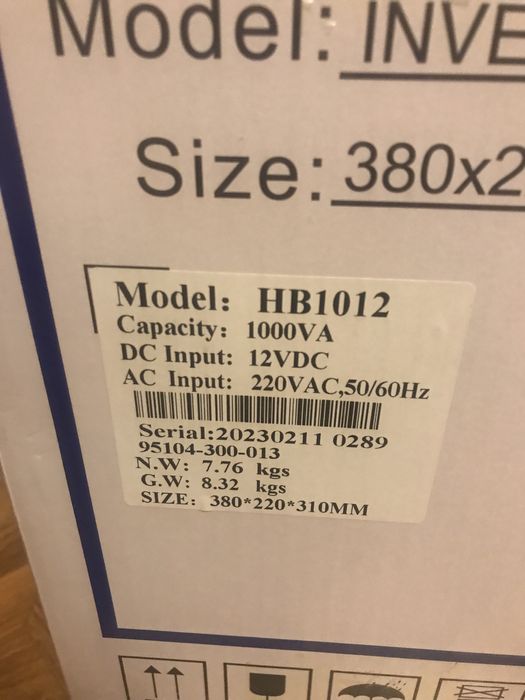 Model: INVE
Size: 380x2
Model: HB1012
Capacity: 1000VA
DC Input: 12VDC
AC Input: 220VAC,50/60Hz
Serial:20230211 0289
95104-300-013
N.W: 7.76 kgs
G.W: 8.32 kgs
SIZE: 380*220*310MM